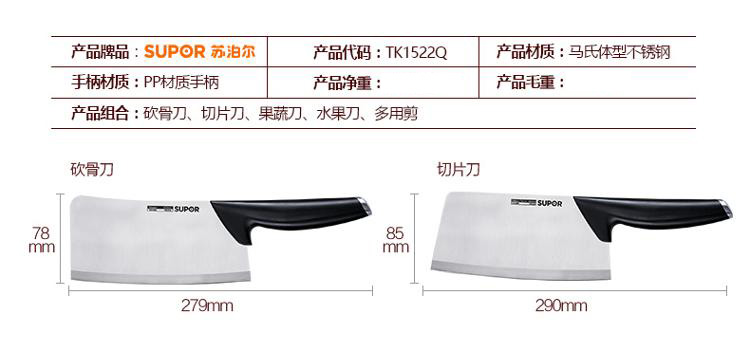 产品牌品：SUPOR 苏泊尔 产品代码：TK1522Q 产品材质：马氏体型不锈钢
手柄材质：PP材质手柄 产品净重： 产品毛重：
产品组合：砍骨刀、切片刀、果蔬刀、水果刀、多用剪
砍骨刀 切片刀
SUPOR SUPOR
78 mm 85 mm
279mm 290mm